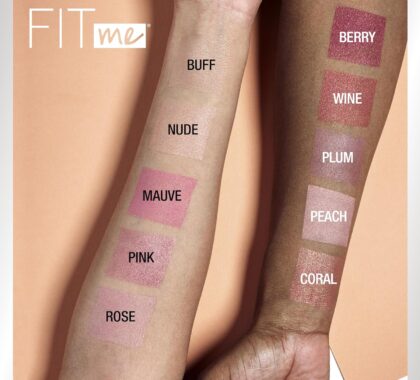 FIT me®
BUFF
NUDE
MAUVE
PINK
ROSE
BERRY
WINE
PLUM
PEACH
CORAL